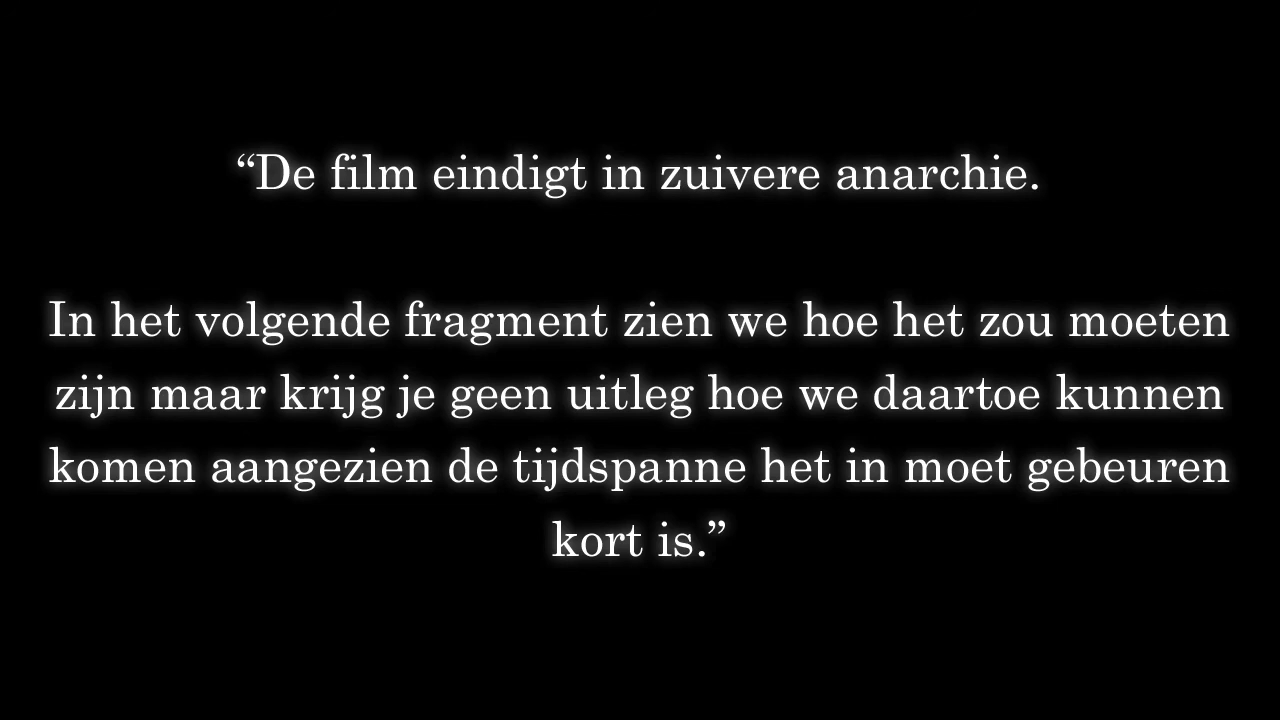 “De film eindigt in zuivere anarchie.
In het volgende fragment zien we hoe het zou moeten
zijn maar krijg je geen uitleg hoe we daartoe kunnen
komen aangezien de tijdspanne het in moet gebeuren
kort is.”